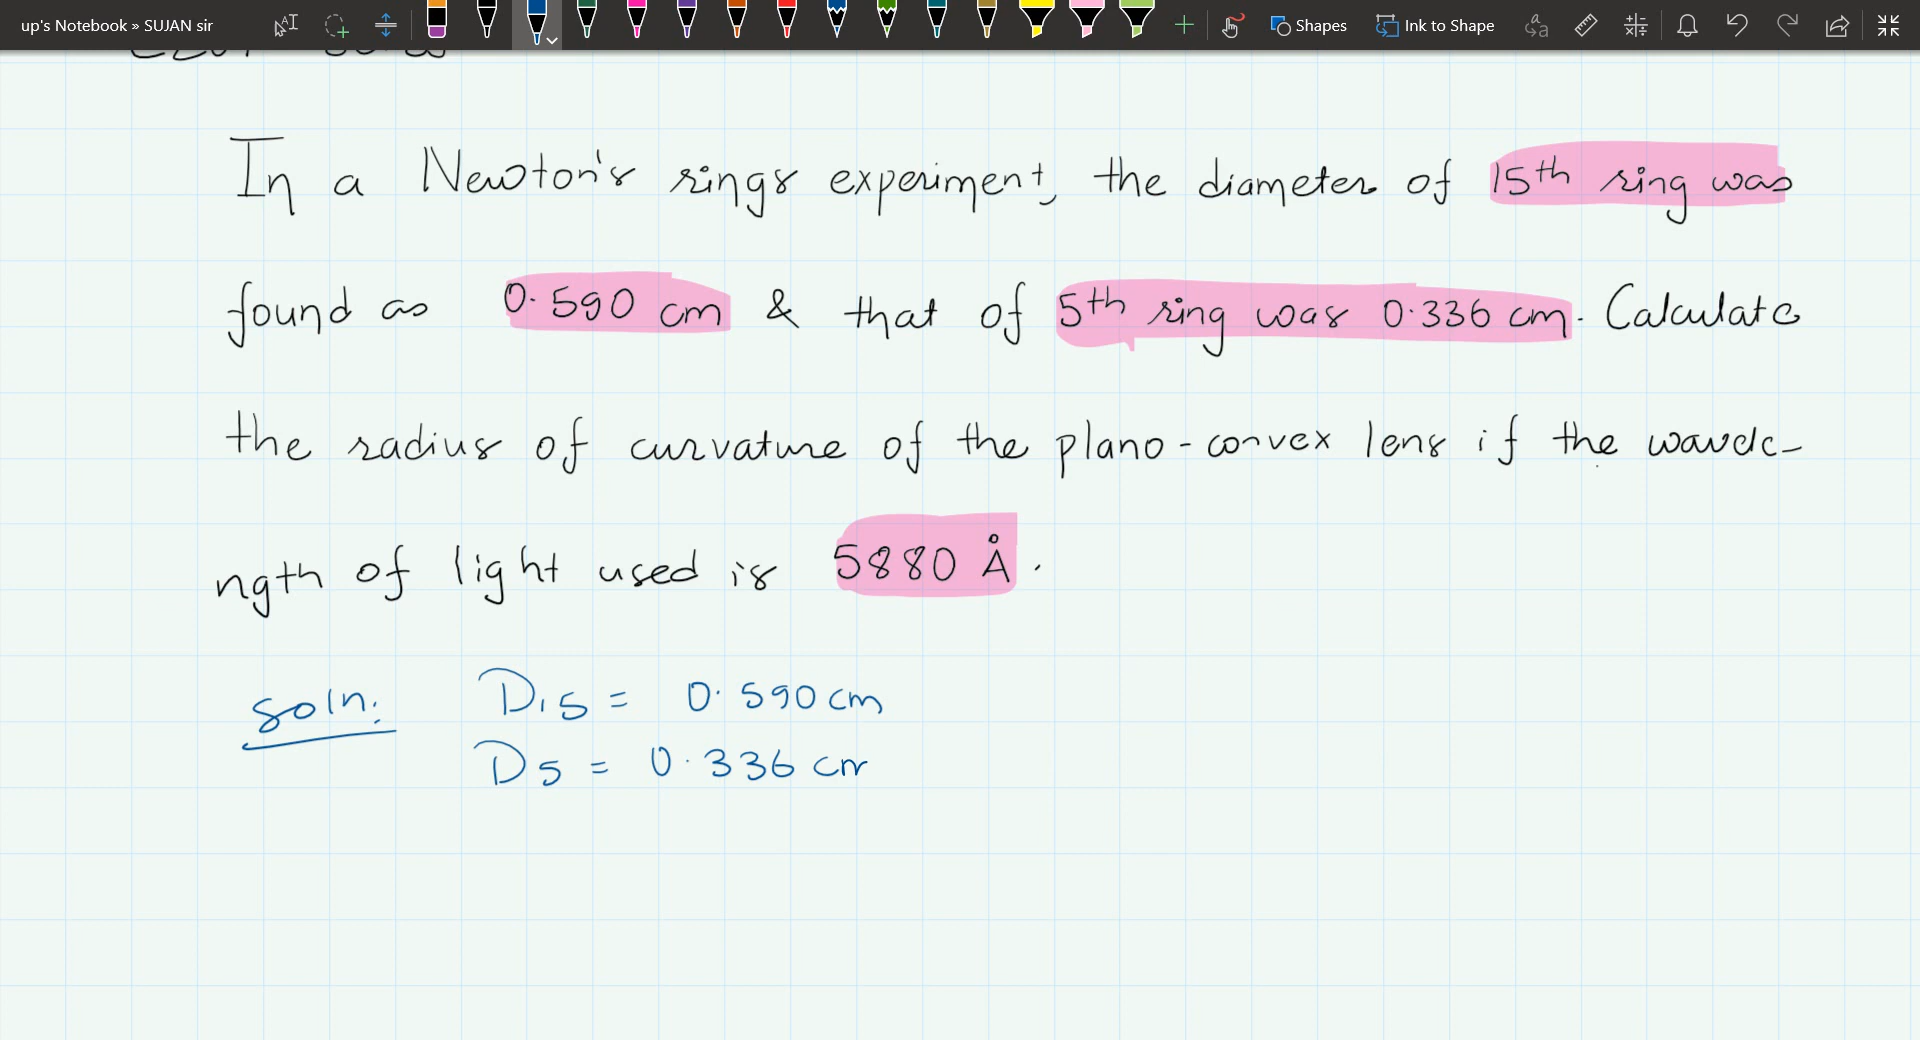 up's Notebook » SUJAN sir
Shapes
Ink to Shape
In a Newton's rings experiment, the diameter of 15th ring was
found as 0.590 cm & that of 5th ring was 0.336 cm. Calculate
the radius of curvature of the plano-convex lens if the wavele-
ngth of light used is 5880 Å.
soln:
D15 = 0.590 cm
D5 = 0.336 cm